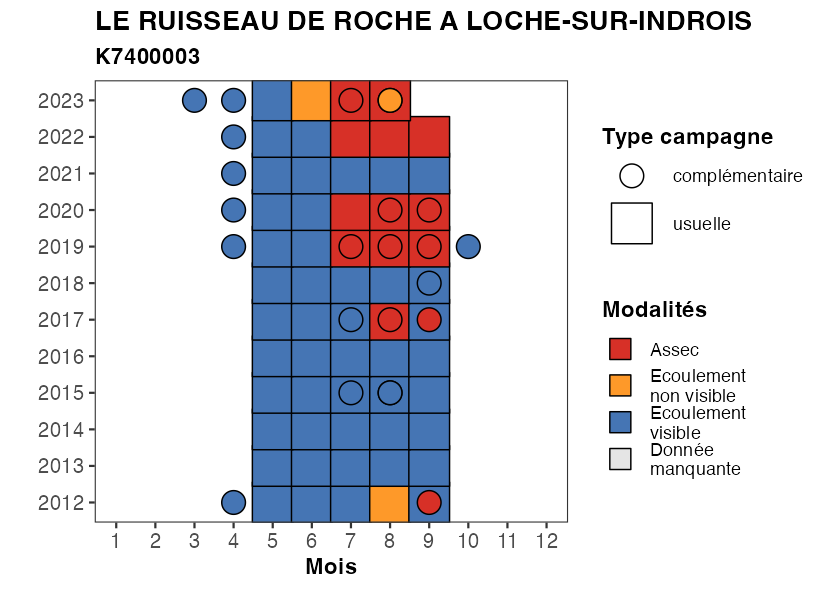 LE RUISSEAU DE ROCHE A LOCHE-SUR-INDROIS
K7400003
2023
2022
2021
2020
2019
2018
2017
2016
2015
2014
2013
2012
1 2 3 4 5 6 7 8 9 10 11 12
Mois
Type campagne
complémentaire
usuelle
Modalités
Assec
Ecoulement
non visible
Ecoulement
visible
Donnée
manquante